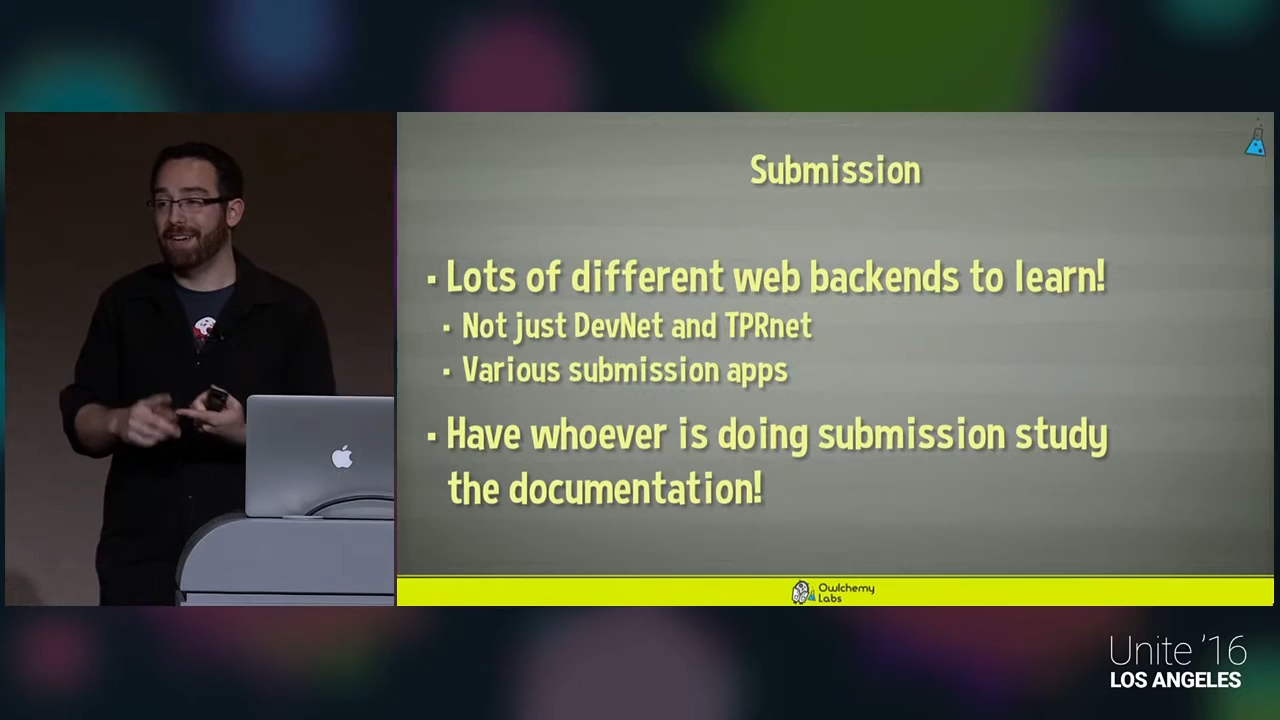 Submission
▪ Lots of different web backends to learn!
▪ Not just DevNet and TPRnet
▪ Various submission apps
▪ Have whoever is doing submission study
the documentation!
Owlchemy
Labs
Unite '16
LOS ANGELES